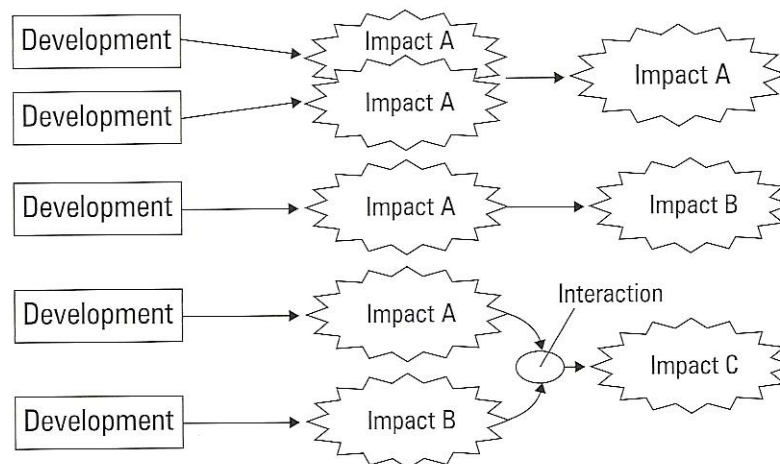 Development
Impact A
Impact A
Development
Impact A
Development
Impact A
Impact B
Development
Impact A
Interaction
Impact C
Development
Impact B